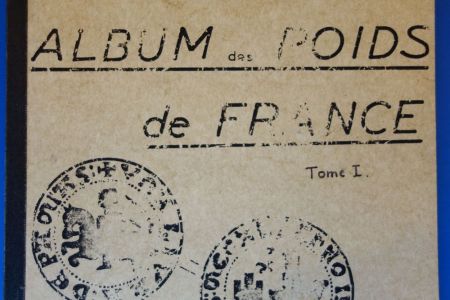 ALBUM des POIDS
de FRANCE
Tome I.